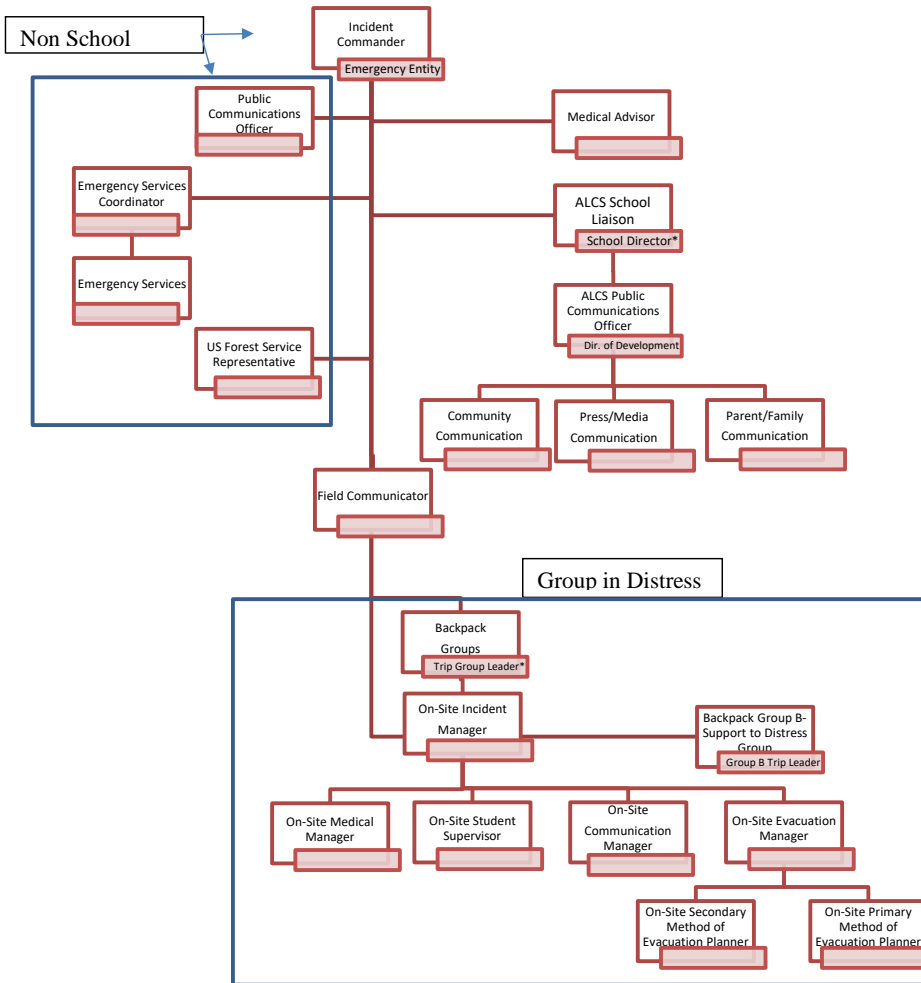 Non School
Incident
Commander
Emergency Entity
Public
Communications
Officer
Medical Advisor
Emergency Services
Coordinator
ALCS School
Liaison
School Director*
Emergency Services
ALCS Public
Communications
Officer
Dir. of Development
US Forest Service
Representative
Community
Communication
Press/Media
Communication
Parent/Family
Communication
Field Communicator
Group in Distress
Backpack
Groups
Trip Group Leader*
On-Site Incident
Manager
Backpack Group B-
Support to Distress
Group
Group B Trip Leader
On-Site Medical
Manager
On-Site Student
Supervisor
On-Site
Communication
Manager
On-Site Evacuation
Manager
On-Site Secondary
Method of
Evacuation Planner
On-Site Primary
Method of
Evacuation Planner